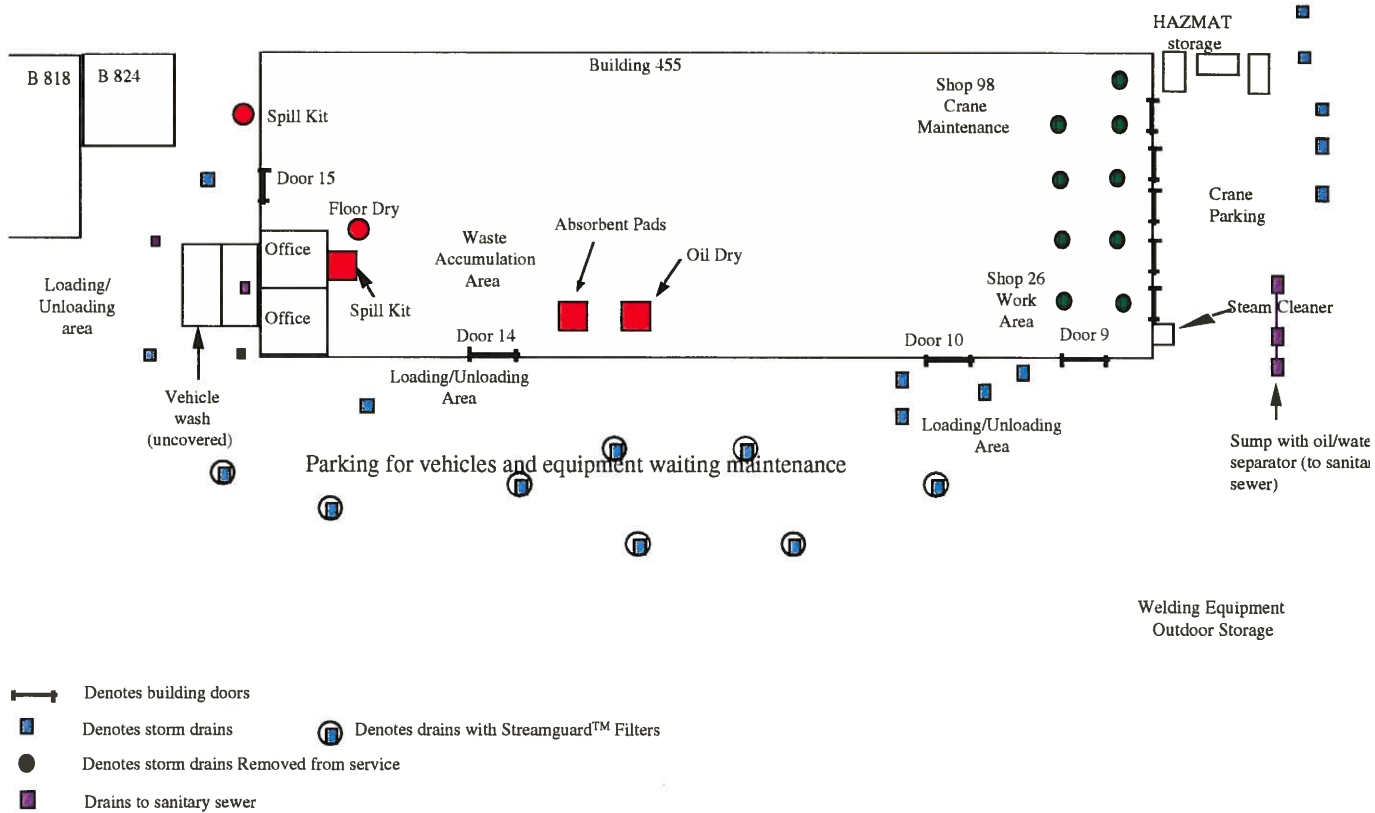 HAZMAT
storage
B 818
B 824
Building 455
Spill Kit
Shop 98
Crane
Maintenance
Door 15
Floor Dry
Crane
Parking
Office
Waste
Accumulation
Area
Absorbent Pads
Oil Dry
Loading/
Unloading
area
Office
Spill Kit
Shop 26
Work
Area
Steam Cleaner
Door 14
Door 10
Door 9
Loading/Unloading
Area
Vehicle
wash
(uncovered)
Loading/Unloading
Area
Sump with oil/wate
separator (to sanita
sewer)
Parking for vehicles and equipment waiting maintenance
Welding Equipment
Outdoor Storage
Denotes building doors
Denotes storm drains
Denotes drains with Streamguard™ Filters
Denotes storm drains Removed from service
Drains to sanitary sewer